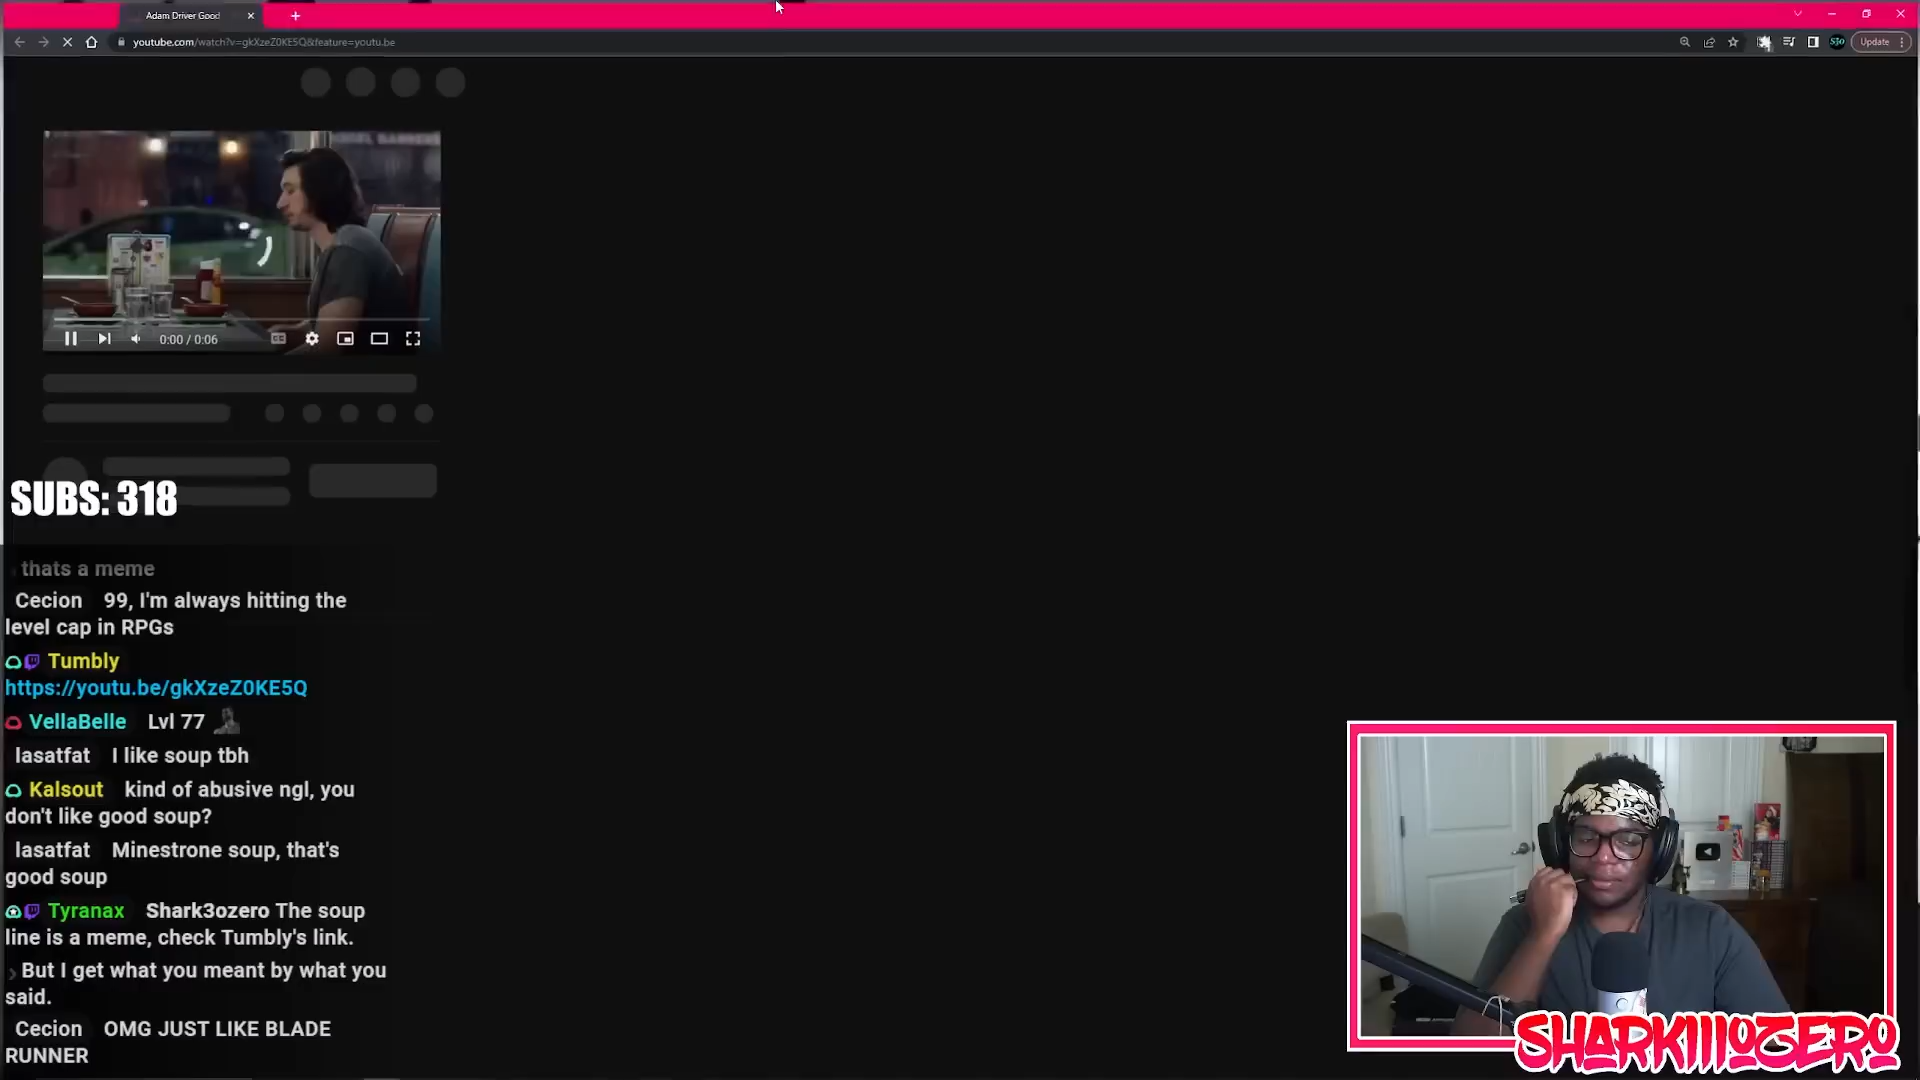 Adam Driver Good
youtube.com/watch?v=gkXzeZ0KE5Q&feature=youtu.be
Sjo
Update
0:00 / 0:06
SUBS: 318
thats a meme
Cecion 99, I'm always hitting the
level cap in RPGs
Tumbly
https://youtu.be/gkXzeZ0KE5Q
VellaBelle Lvl 77
lasatfat I like soup tbh
Kalsout kind of abusive ngl, you
don't like good soup?
lasatfat Minestrone soup, that's
good soup
Tyranax Shark3ozero The soup
line is a meme, check Tumbly's link.
But I get what you meant by what you
said.
Cecion OMG JUST LIKE BLADE
RUNNER
SHARKIIIOZERO